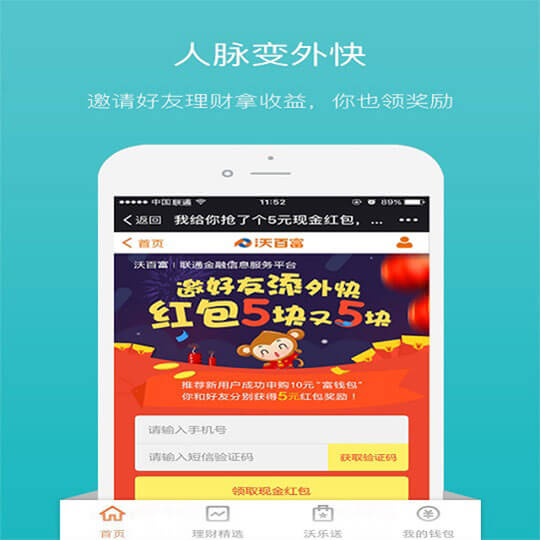 人脉变外快
邀请好友理财拿收益，你也领奖励
中国联通 11:52 89%
返回 我给你抢了个5元现金红包，...
首页 沃百富
沃百富 | 联通金融信息服务平台
邀好友添外快
红包5块又5块
推荐新用户成功申购10元“富钱包”
你和好友分别获得5元红包奖励！
请输入手机号
请输入短信验证码 获取验证码
领取现金红包
首页 理财精选 沃乐送 我的钱包